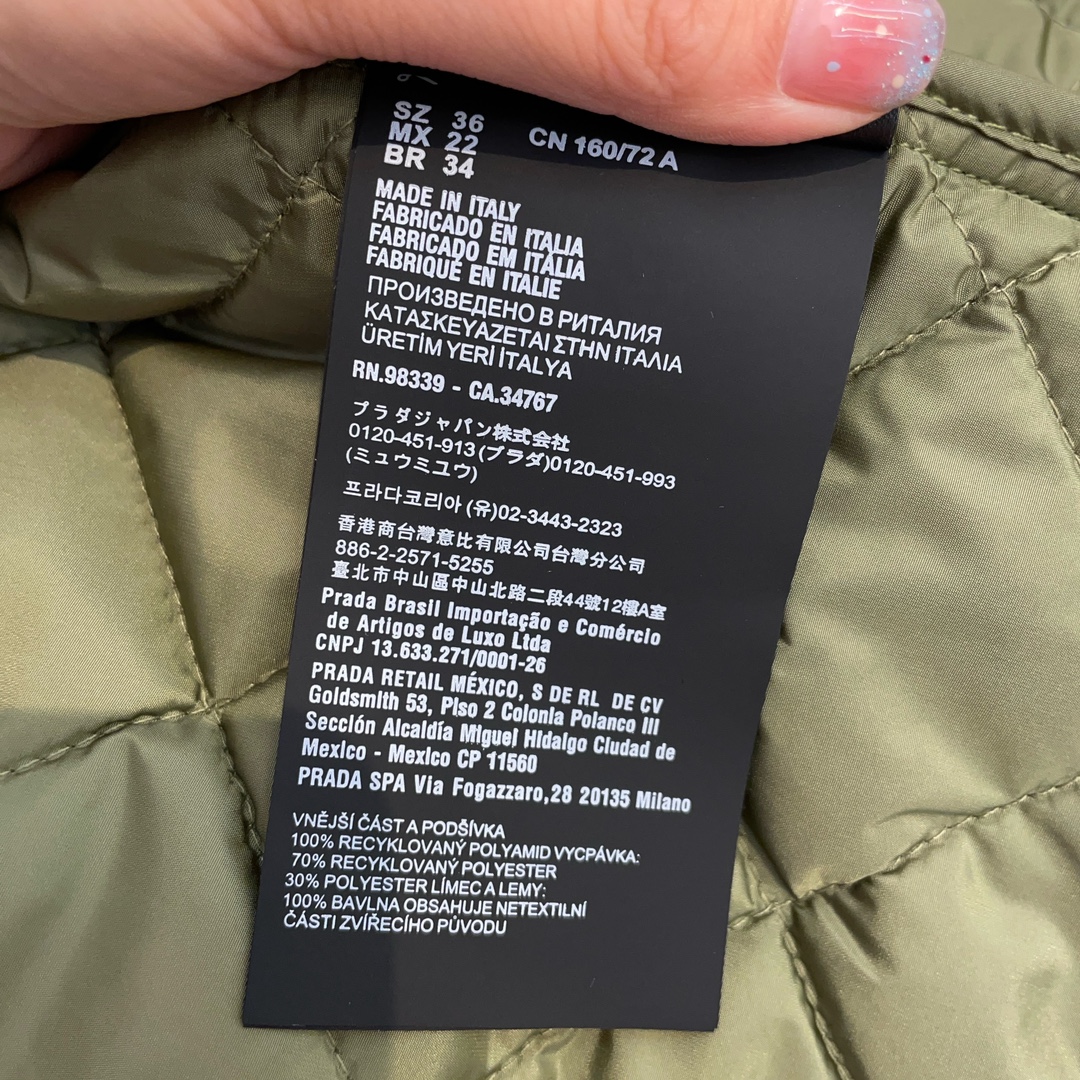 SZ 36
MX 22
BR 34
CN 160/72 A
MADE IN ITALY
FABRICADO EN ITALIA
FABRICADO EM ITÁLIA
FABRIQUÉ EN ITALIE
ПРОИЗВЕДЕНО В РИТАЛИЯ
ΚΑΤΑΣΚΕΥΑΖΕΤΑΙ ΣΤΗΝ ΙΤΑΛΙΑ
ÜRETİM YERİ İTALYA
RN.98339 - CA.34767
プラダジャパン株式会社
0120-451-913(プラダ)0120-451-993
(ミュウミュウ)
프라다코리아 (유)02-3443-2323
香港商台灣意比有限公司台灣分公司
886-2-2571-5255
臺北市中山區中山北路二段44號12樓A室
Prada Brasil Importação e Comércio
de Artigos de Luxo Ltda
CNPJ 13.633.271/0001-26
PRADA RETAIL MÉXICO, S DE RL DE CV
Goldsmith 53, Piso 2 Colonia Polanco III
Sección Alcaldía Miguel Hidalgo Ciudad de
Mexico - Mexico CP 11560
PRADA SPA Via Fogazzaro,28 20135 Milano
VNĚJŠÍ ČÁST A PODŠÍVKA
100% RECYKLOVANÝ POLYAMID VYCPÁVKA:
70% RECYKLOVANÝ POLYESTER
30% POLYESTER LÍMEC A LEMY:
100% BAVLNA OBSAHUJE NETEXTILNÍ
ČÁSTI ZVÍŘECÍHO PŮVODU